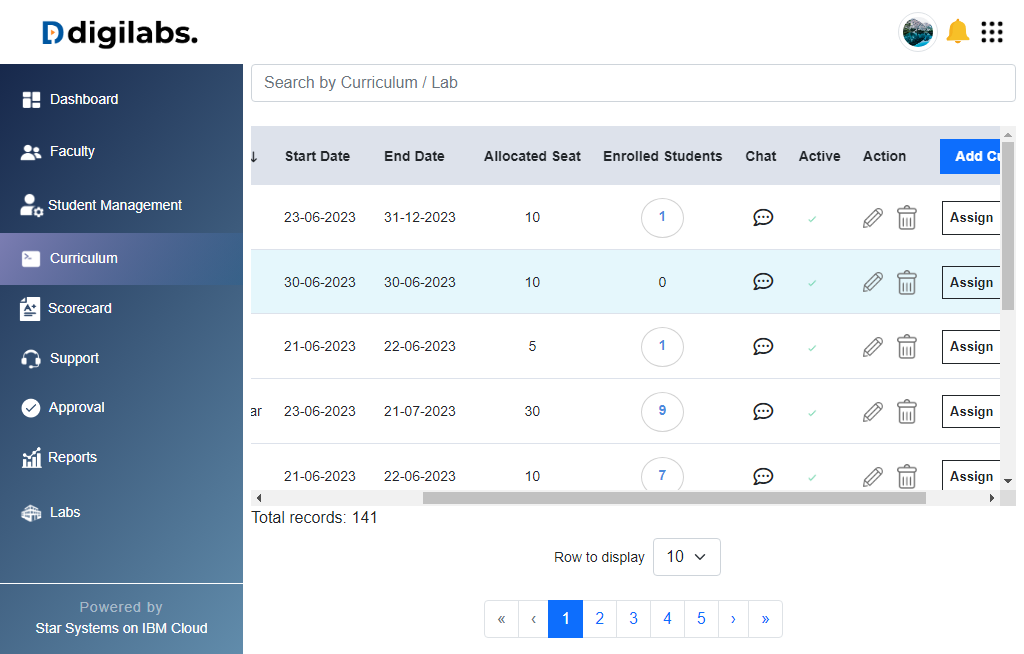 digilabs.
Dashboard
Faculty
Student Management
Curriculum
Scorecard
Support
Approval
Reports
Labs
Powered by
Star Systems on IBM Cloud
Search by Curriculum / Lab
↓ Start Date End Date Allocated Seat Enrolled Students Chat Active Action Add Cu
23-06-2023 31-12-2023 10 1 Assign
30-06-2023 30-06-2023 10 0 Assign
21-06-2023 22-06-2023 5 1 Assign
ar 23-06-2023 21-07-2023 30 9 Assign
21-06-2023 22-06-2023 10 7 Assign
Total records: 141
Row to display 10
« ‹ 1 2 3 4 5 › »